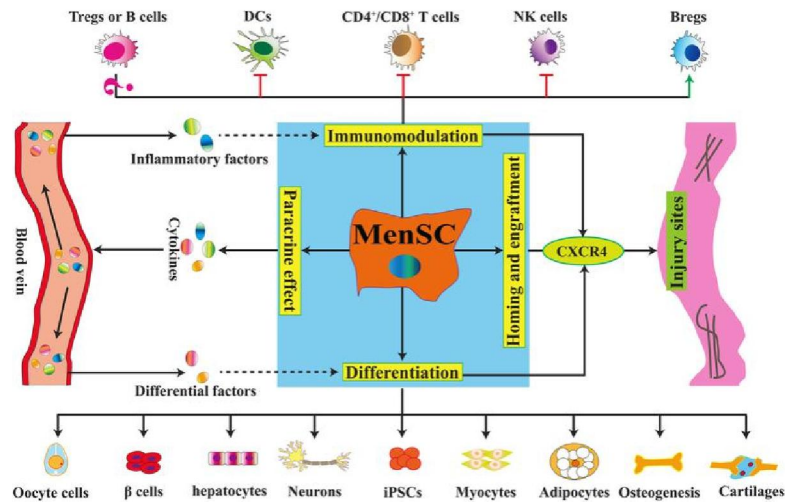 Tregs or B cells
DCs
CD4⁺/CD8⁺ T cells
NK cells
Bregs
?
Inflammatory factors
Immunomodulation
Blood vein
Cytokines
Paracrine effect
MenSC
Homing and engraftment
CXCR4
Injury sites
Differential factors
Differentiation
Oocyte cells
β cells
hepatocytes
Neurons
iPSCs
Myocytes
Adipocytes
Osteogenesis
Cartilages